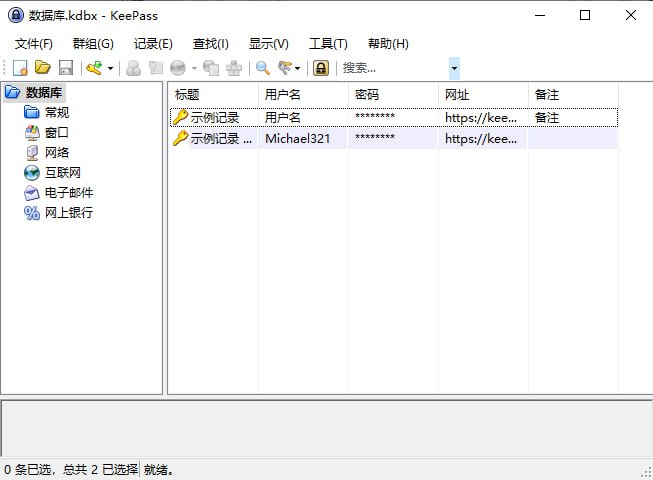 数据库.kdbx - KeePass
文件(F) 群组(G) 记录(E) 查找(I) 显示(V) 工具(T) 帮助(H)
搜索...
数据库
常规
窗口
网络
互联网
电子邮件
网上银行
标题 用户名 密码 网址 备注
示例记录 用户名 ******** https://kee... 备注
示例记录 ... Michael321 ******** https://kee...
0 条已选，总共 2 已选择 就绪。